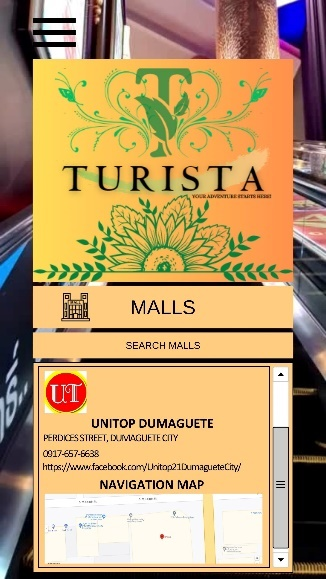 T
TURISTA
YOUR ADVENTURE STARTS HERE!
MALLS
SEARCH MALLS
UT
UNITOP DUMAGUETE
PERDICES STREET, DUMAGUETE CITY
0917-657-6638
https://www.facebook.com/Unitop21DumagueteCity/
NAVIGATION MAP